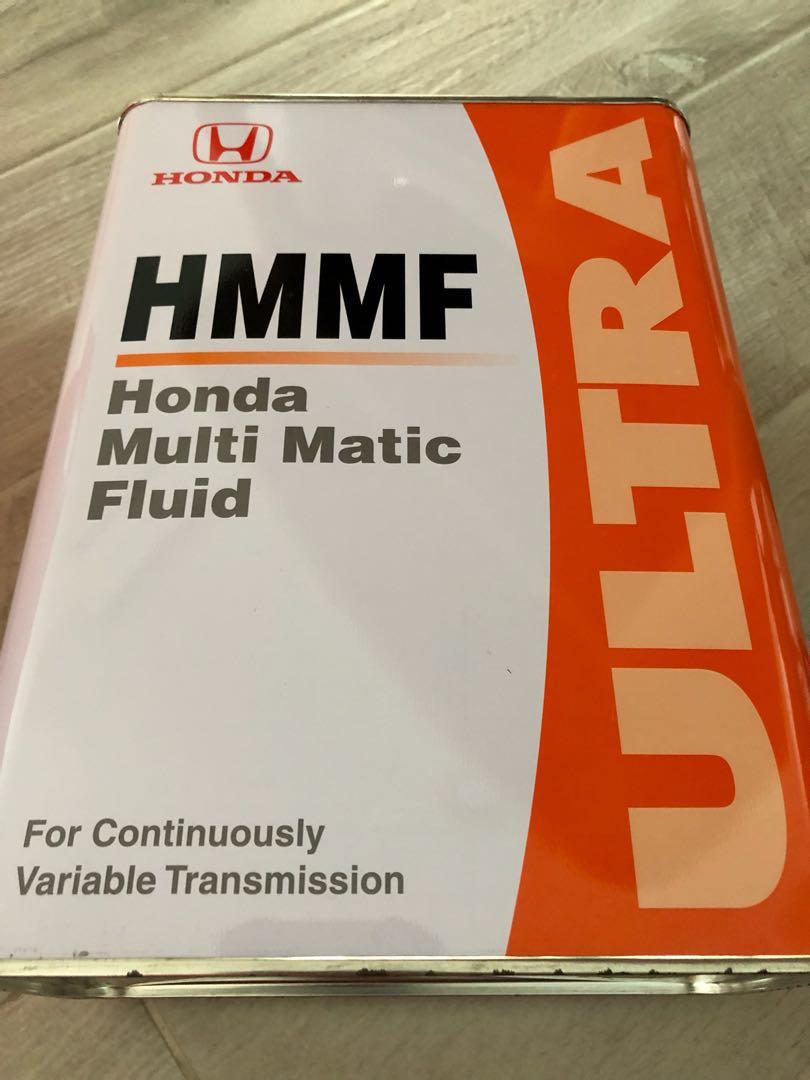 HONDA
HMMF
Honda
Multi Matic
Fluid
For Continuously
Variable Transmission
ULTRA